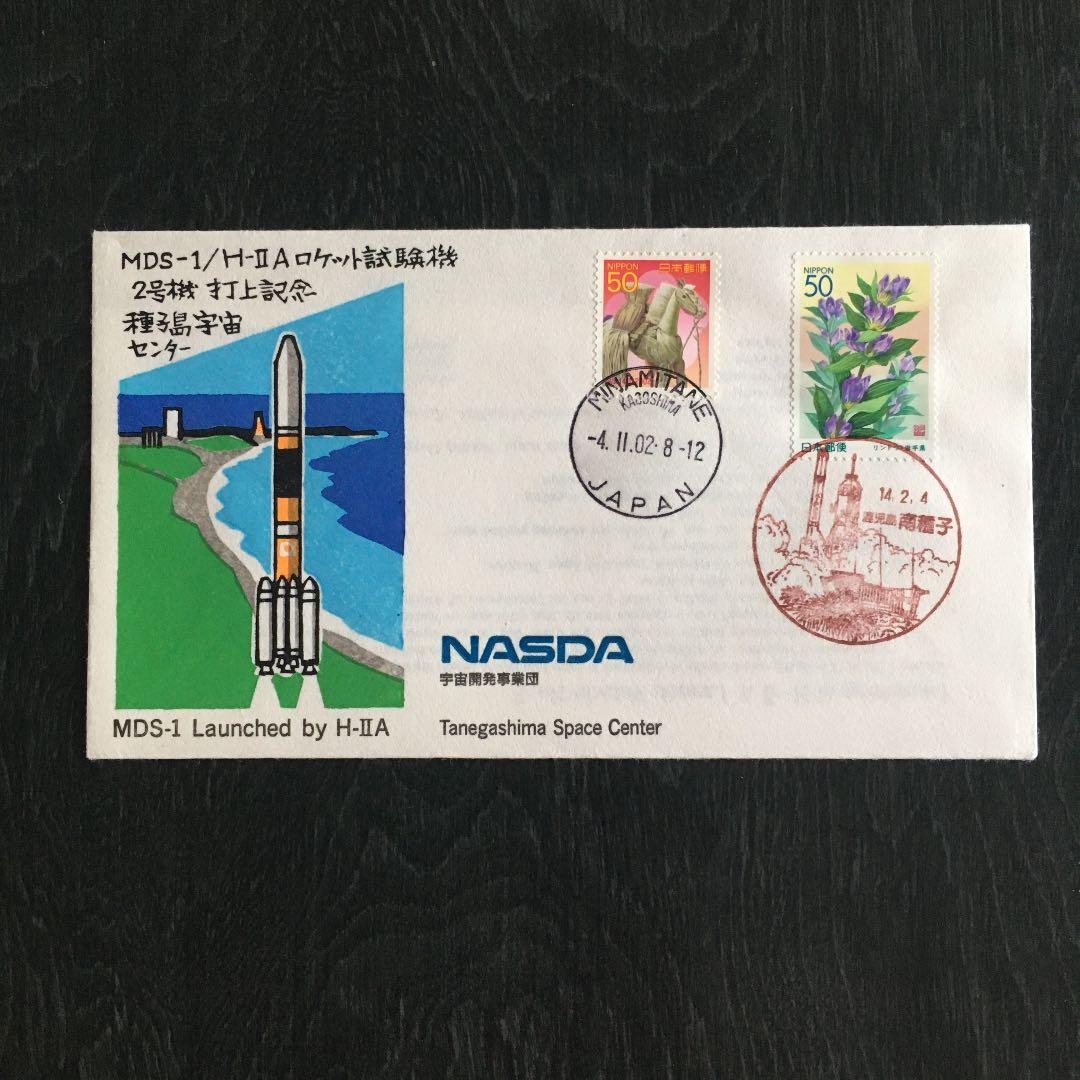 MDS-1/H-ⅡAロケット試験機
2号機 打上記念
種子島宇宙
センター
NIPPON
50
日本郵便
NIPPON
50
日本郵便
MINAMITANE
KAGOSHIMA
-4.II.02・8-12
JAPAN
14.2.4
鹿児島 南種子
NASDA
宇宙開発事業団
MDS-1 Launched by H-ⅡA
Tanegashima Space Center